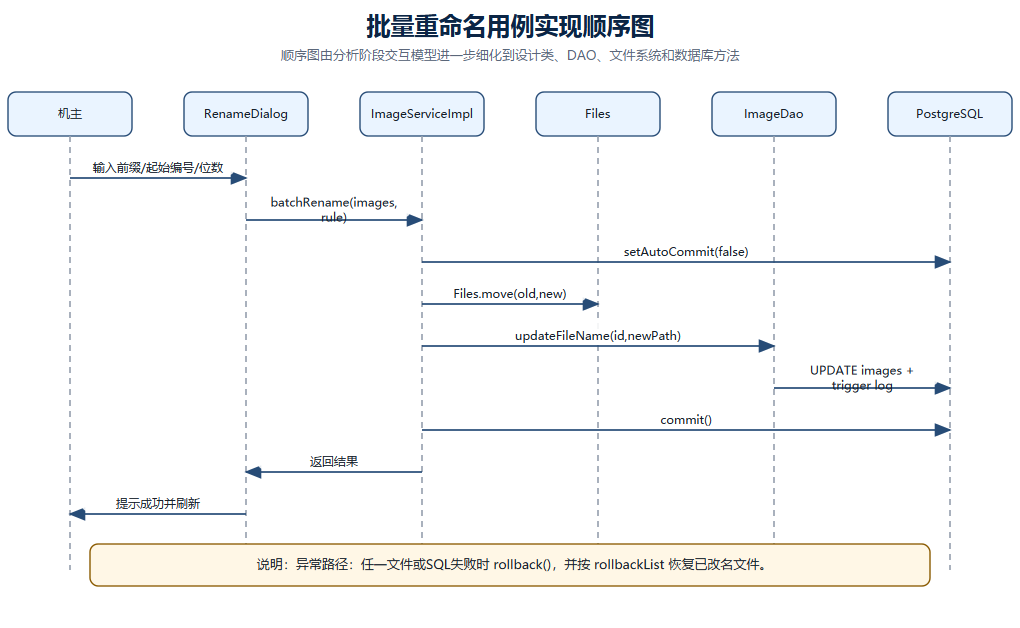 批量重命名用例实现顺序图
顺序图由分析阶段交互模型进一步细化到设计类、DAO、文件系统和数据库方法
机主
RenameDialog
ImageServiceImpl
Files
ImageDao
PostgreSQL
输入前缀/起始编号/位数
batchRename(images,
rule)
setAutoCommit(false)
Files.move(old,new)
updateFileName(id,newPath)
UPDATE images +
trigger log
commit()
返回结果
提示成功并刷新
说明：异常路径：任一文件或SQL失败时 rollback()，并按 rollbackList 恢复已改名文件。